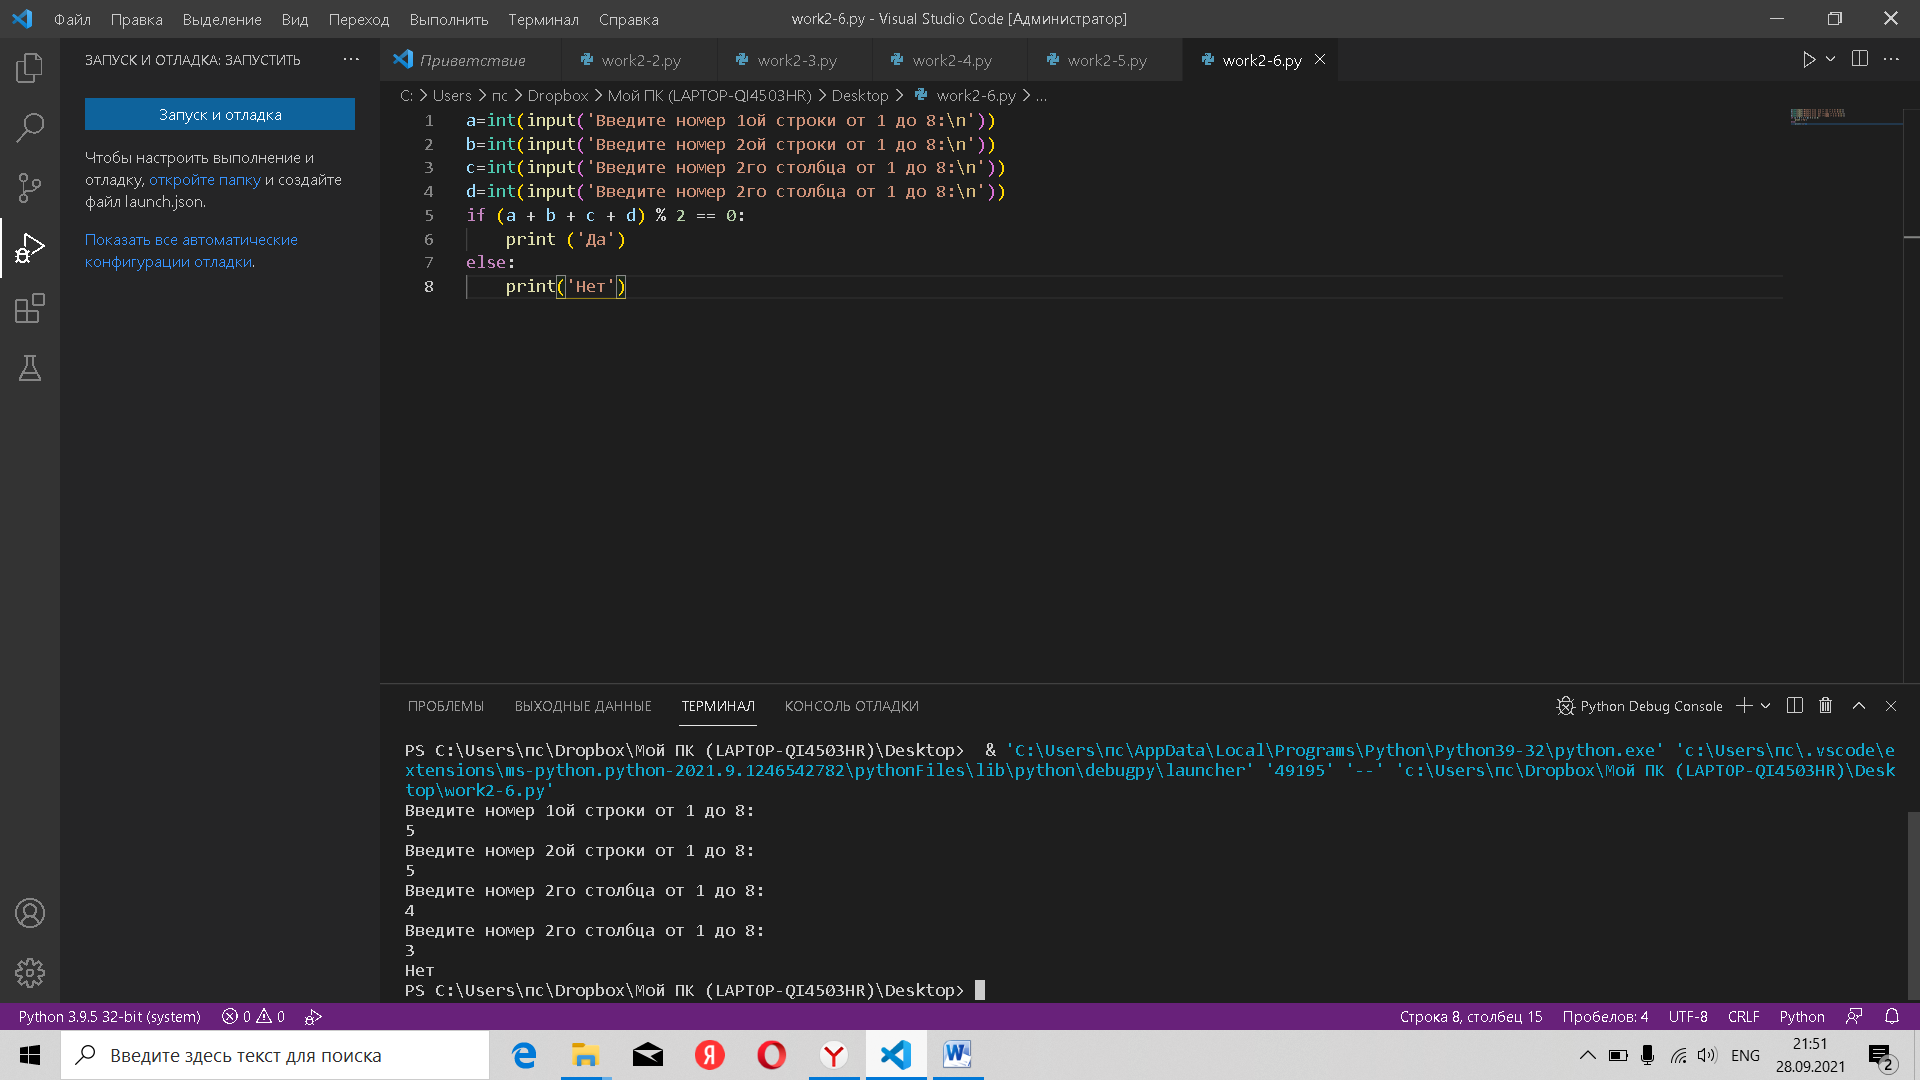 Файл Правка Выделение Вид Переход Выполнить Терминал Справка work2-6.py - Visual Studio Code [Администратор]
ЗАПУСК И ОТЛАДКА: ЗАПУСТИТЬ ...
Запуск и отладка
Чтобы настроить выполнение и
отладку, откройте папку и создайте
файл launch.json.
Показать все автоматические
конфигурации отладки.
Приветствие work2-2.py work2-3.py work2-4.py work2-5.py work2-6.py
C: > Users > пс > Dropbox > Мой ПК (LAPTOP-QI4503HR) > Desktop > work2-6.py > ...
1 a=int(input('Введите номер 1ой строки от 1 до 8:\n'))
2 b=int(input('Введите номер 2ой строки от 1 до 8:\n'))
3 c=int(input('Введите номер 2го столбца от 1 до 8:\n'))
4 d=int(input('Введите номер 2го столбца от 1 до 8:\n'))
5 if (a + b + c + d) % 2 == 0:
6 print ('Да')
7 else:
8 print('Нет')
ПРОБЛЕМЫ ВЫХОДНЫЕ ДАННЫЕ ТЕРМИНАЛ КОНСОЛЬ ОТЛАДКИ Python Debug Console
PS C:\Users\пс\Dropbox\Мой ПК (LAPTOP-QI4503HR)\Desktop>  & 'C:\Users\пс\AppData\Local\Programs\Python\Python39-32\python.exe' 'c:\Users\пс\.vscode\e
xtensions\ms-python.python-2021.9.1246542782\pythonFiles\lib\python\debugpy\launcher' '49195' '--' 'c:\Users\пс\Dropbox\Мой ПК (LAPTOP-QI4503HR)\Desk
top\work2-6.py'
Введите номер 1ой строки от 1 до 8:
5
Введите номер 2ой строки от 1 до 8:
5
Введите номер 2го столбца от 1 до 8:
4
Введите номер 2го столбца от 1 до 8:
3
Нет
PS C:\Users\пс\Dropbox\Мой ПК (LAPTOP-QI4503HR)\Desktop>
Python 3.9.5 32-bit (system) 0 0 Строка 8, столбец 15 Пробелов: 4 UTF-8 CRLF Python
Введите здесь текст для поиска
ENG
21:51
28.09.2021
2